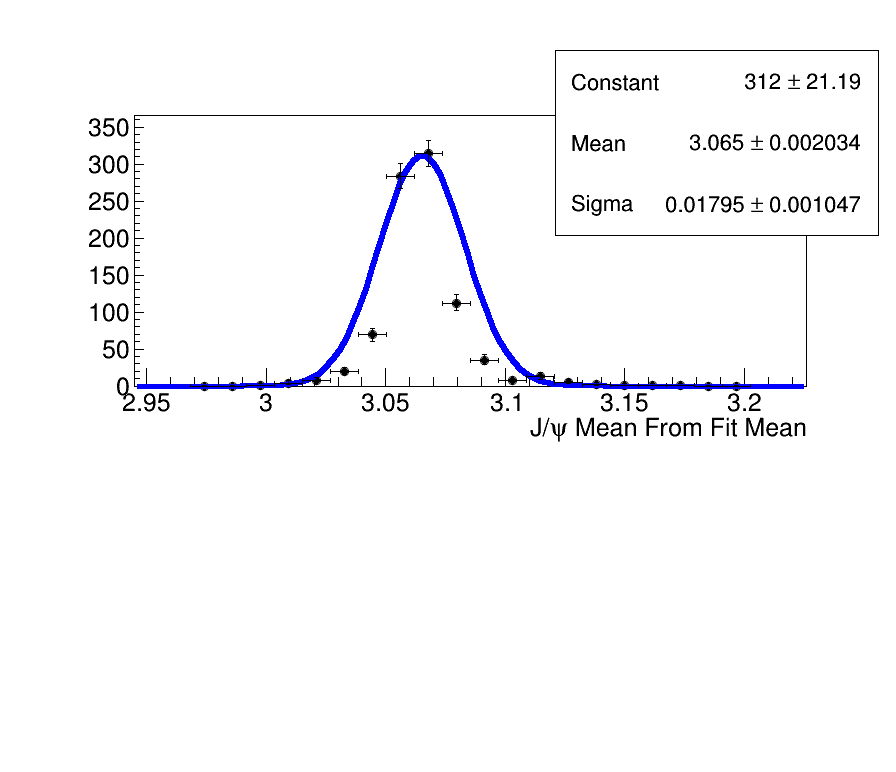 Constant 312 ± 21.19
Mean 3.065 ± 0.002034
Sigma 0.01795 ± 0.001047
350
300
250
200
150
100
50
0
2.95 3 3.05 3.1 3.15 3.2
J/ψ Mean From Fit Mean